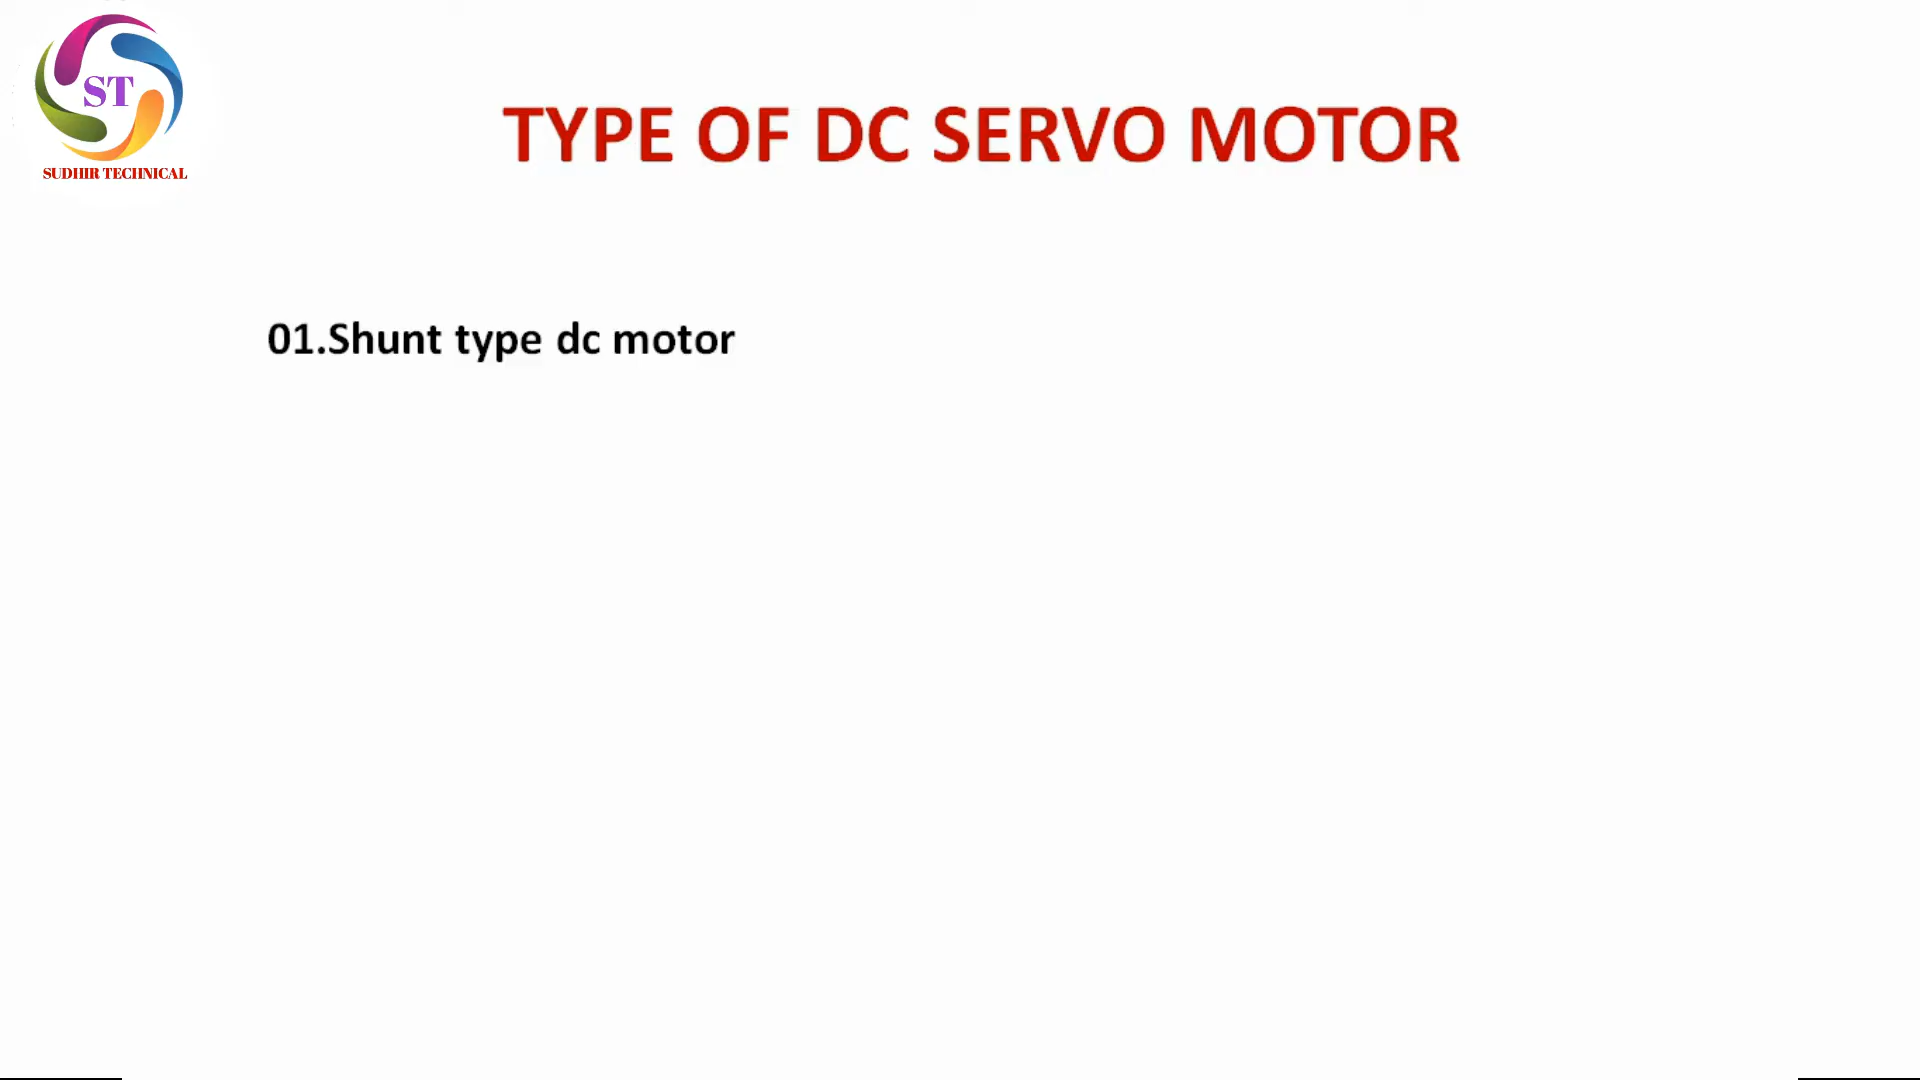 ST
SUDHIR TECHNICAL
TYPE OF DC SERVO MOTOR
01.Shunt type dc motor